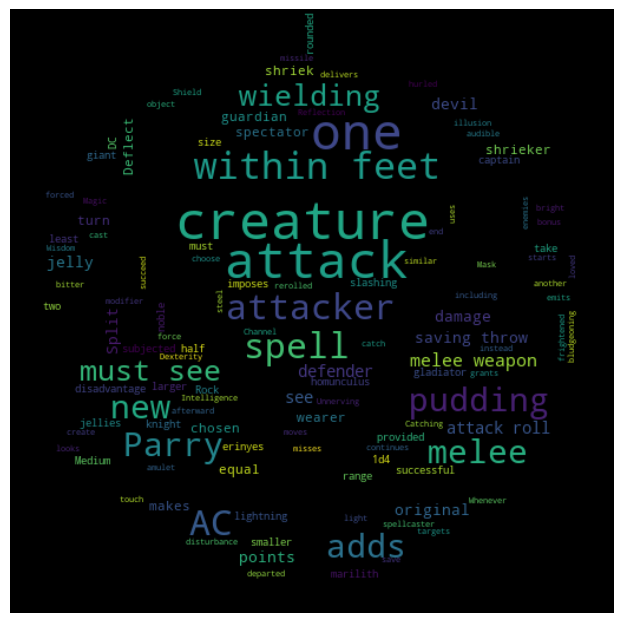 rounded
missile
shriek delivers
hurled
Shield wielding devil
object
guardian Reflection one illusion
spectator audible
DC Deflect size shrieker
giant within feet captain
forced
Magic creature uses enemies bright
turn bonus
cast end
least must similar take
Wisdom choose attack starts loved
jelly Mask another
bitter succeed imposes rerolled slashing including emits
two steel attacker
modifier noble damage frightened
Split force Channel catch saving throw instead bludgeoning
subjected half spell
Dexterity melee weapon
must see defender gladiator grants
larger homunculus
disadvantage Rock Unnerving
Intelligence see pudding
new afterward Catching
jellies knight chosen wearer attack roll
create provided
looks Parry erinyes moves misses continues melee
Medium 1d4
amulet equal range successful
touch Whenever
makes original
AC lightning light spellcaster
adds targets
disturbance smaller
points save
departed marilith